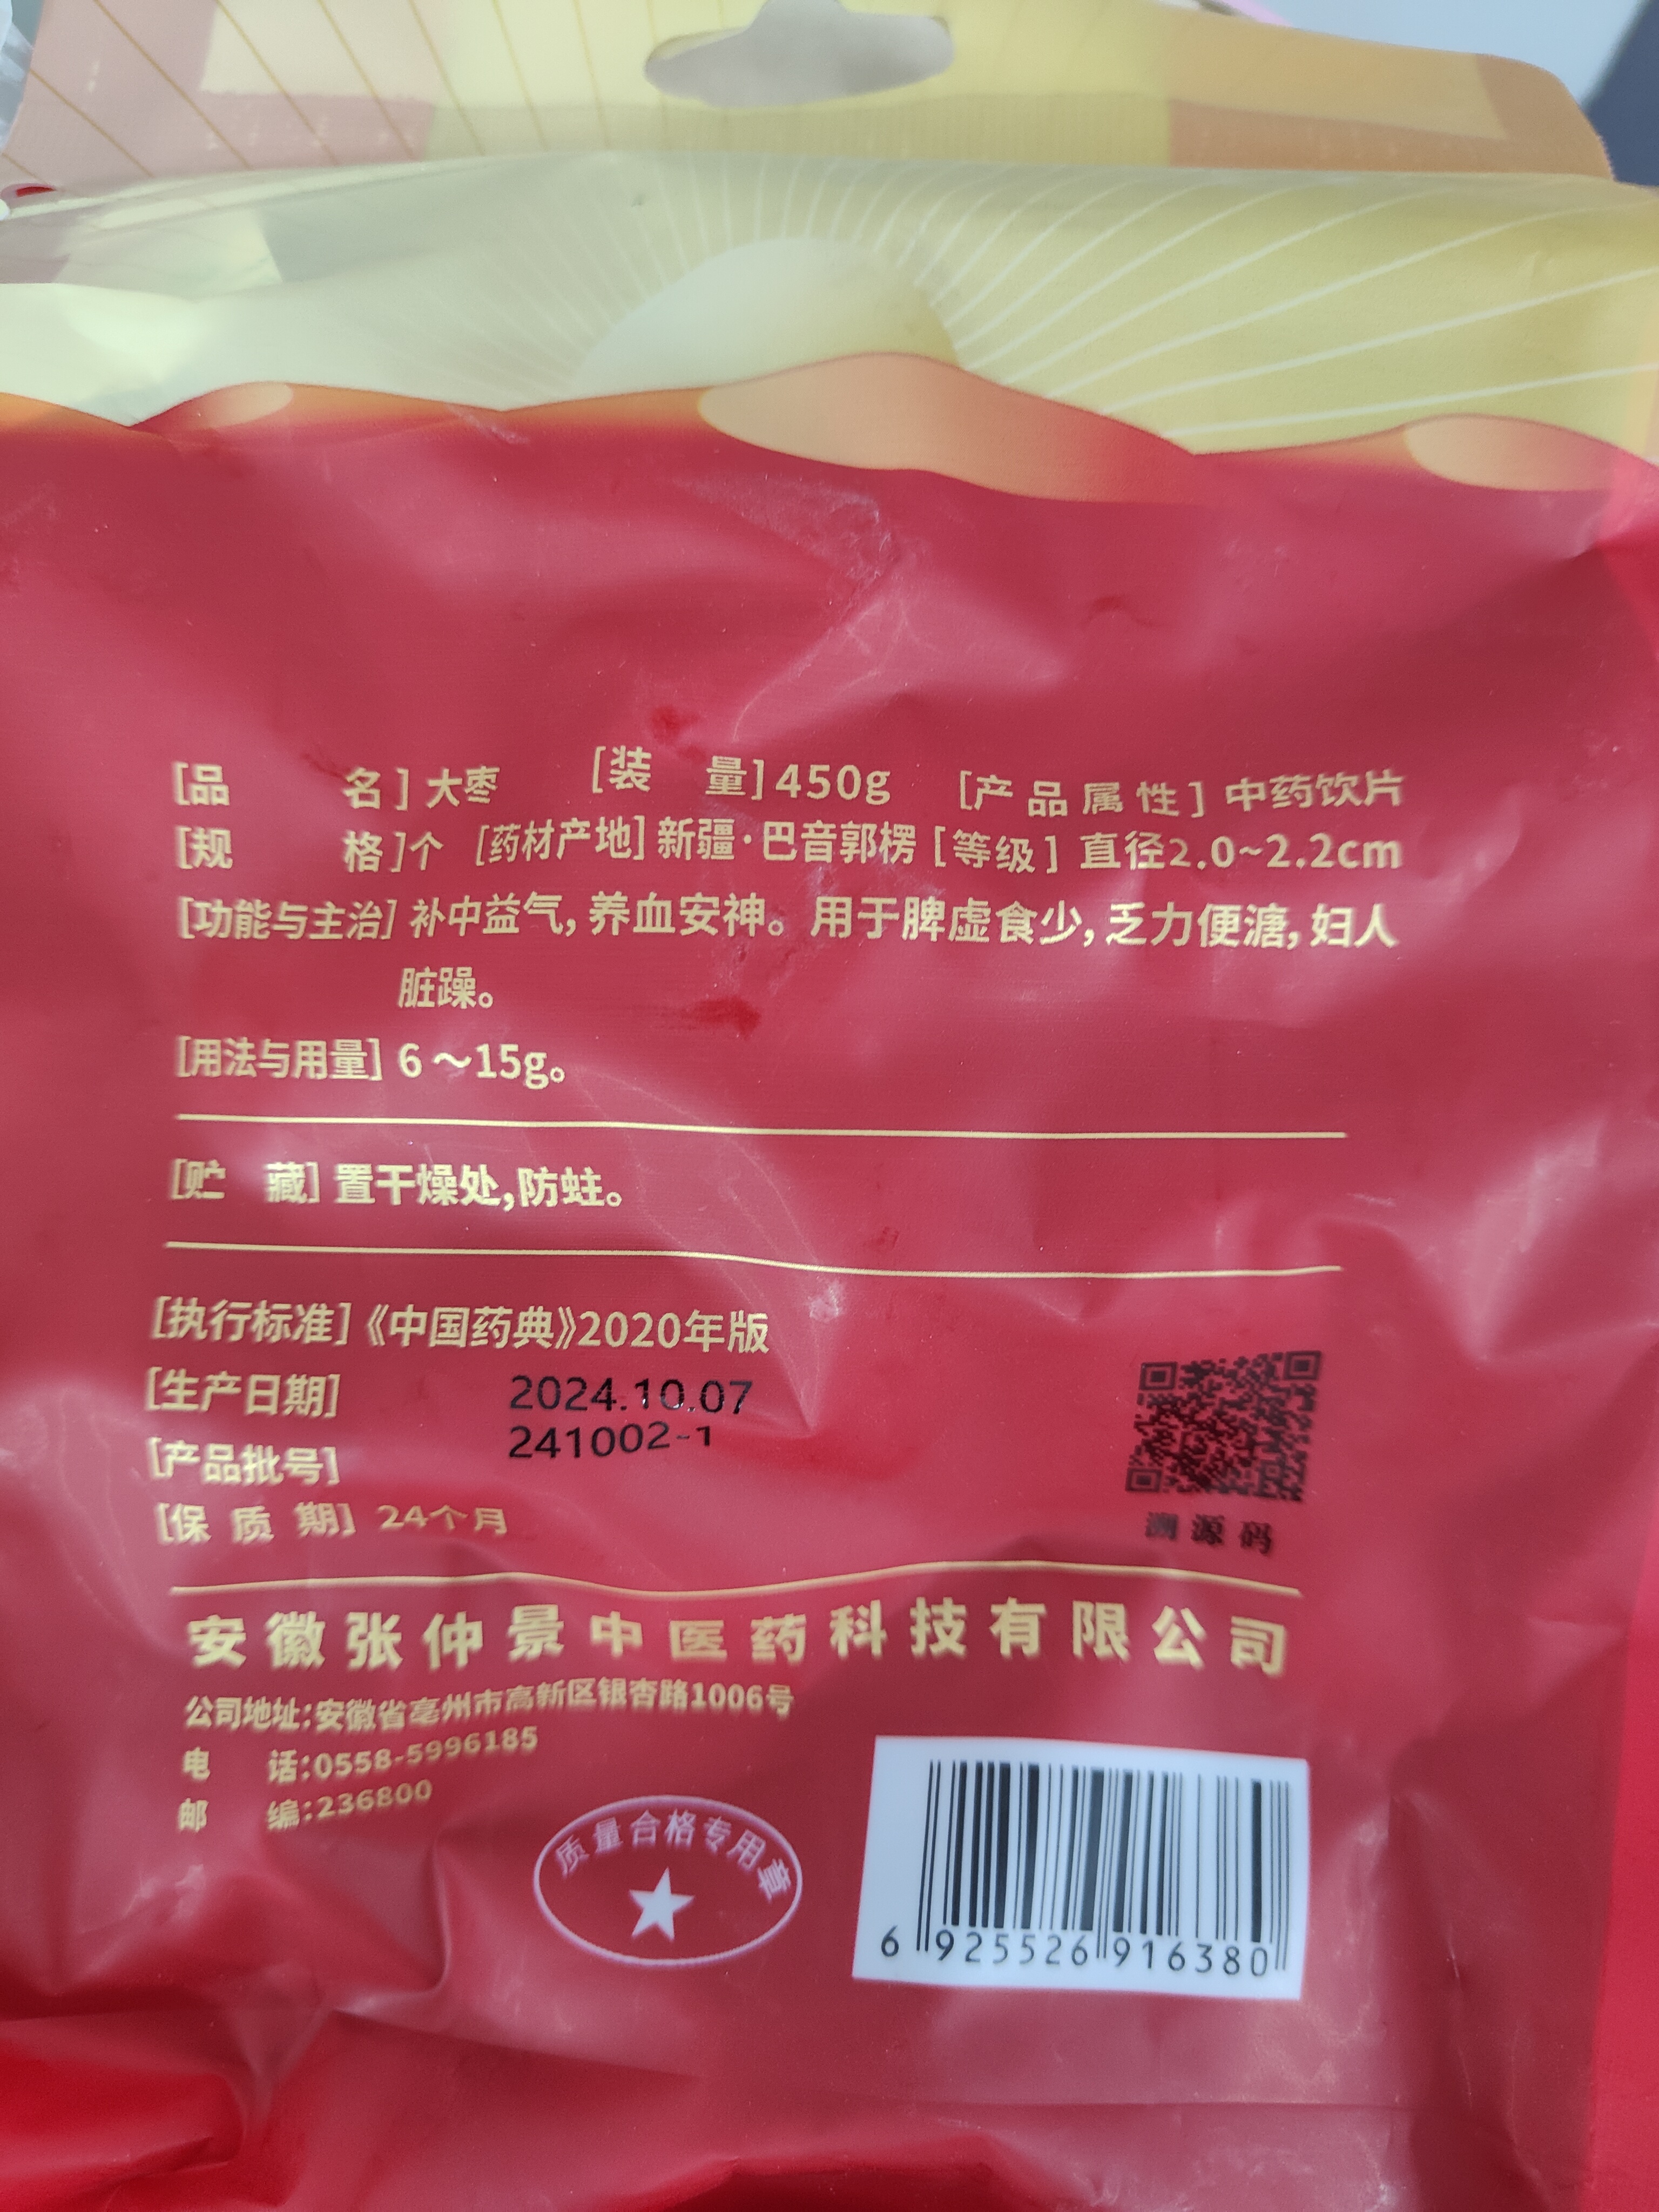 [品名] 大枣 [装量] 450g [产品属性] 中药饮片
[规格] 个 [药材产地] 新疆·巴音郭楞 [等级] 直径2.0~2.2cm
[功能与主治] 补中益气,养血安神。用于脾虚食少,乏力便溏,妇人
脏躁。
[用法与用量] 6~15g。
[贮藏] 置干燥处,防蛀。
[执行标准]《中国药典》2020年版
[生产日期] 2024.10.07
[产品批号] 241002-1
[保质期] 24个月
溯源码
安徽张仲景中医药科技有限公司
公司地址:安徽省亳州市高新区银杏路1006号
电话:0558-5996185
邮编:236800
质量合格专用章
6 925526 916380